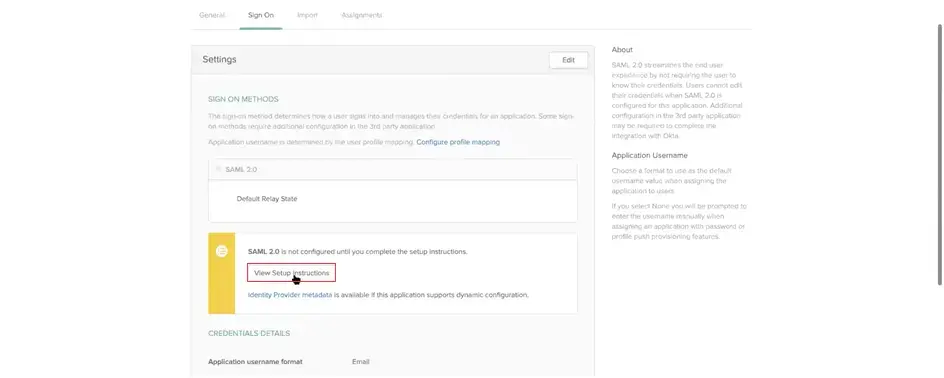 General Sign On Import Assignments
Settings
Edit
SIGN ON METHODS
The sign-on method determines how a user signs into and manages their credentials for an application. Some sign-
on methods require additional configuration in the 3rd party application.
Application username is determined by the user profile mapping. Configure profile mapping
SAML 2.0
Default Relay State
SAML 2.0 is not configured until you complete the setup instructions.
View Setup Instructions
Identity Provider metadata is available if this application supports dynamic configuration.
CREDENTIALS DETAILS
Application username format Email
About
SAML 2.0 streamlines the end user
experience by not requiring the user to
know their credentials. Users cannot edit
their credentials when SAML 2.0 is
configured for this application. Additional
configuration in the 3rd party application
may be required to complete the
integration with Okta.
Application Username
Choose a format to use as the default
username value when assigning the
application to users.
If you select None you will be prompted to
enter the username manually when
assigning an application with password or
profile push provisioning features.